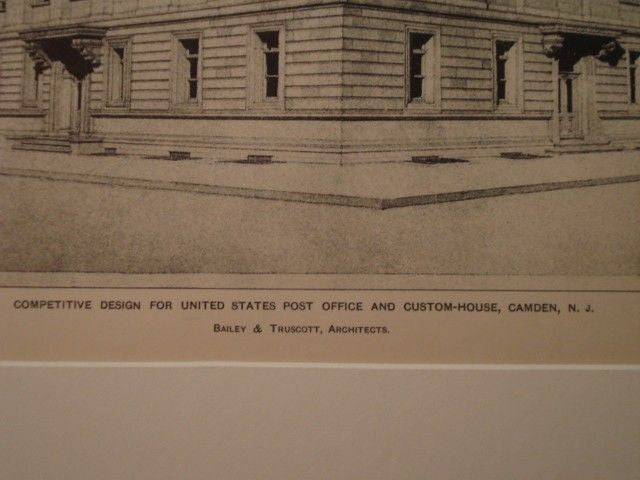 COMPETITIVE DESIGN FOR UNITED STATES POST OFFICE AND CUSTOM-HOUSE, CAMDEN, N. J.
BAILEY & TRUSCOTT, ARCHITECTS.